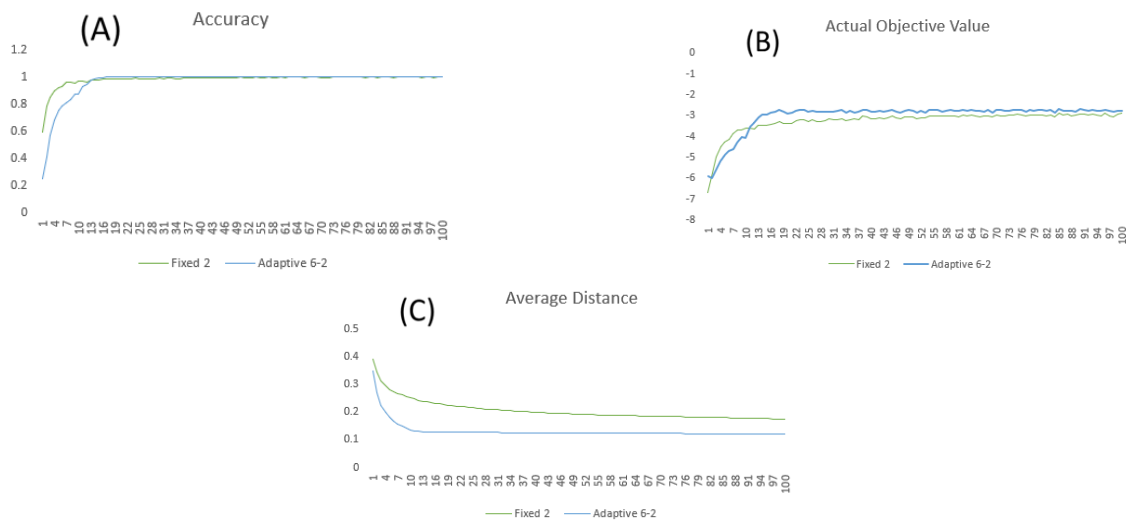 (A)
Accuracy
1.2
1
0.8
0.6
0.4
0.2
0
1 4 7 10 13 16 19 22 25 28 31 34 37 40 43 46 49 52 55 58 61 64 67 70 73 76 79 82 85 88 91 94 97 100
Fixed 2 Adaptive 6-2
(B)
Actual Objective Value
0
-1
-2
-3
-4
-5
-6
-7
-8
1 4 7 10 13 16 19 22 25 28 31 34 37 40 43 46 49 52 55 58 61 64 67 70 73 76 79 82 85 88 91 94 97 100
Fixed 2 Adaptive 6-2
(C)
Average Distance
0.5
0.4
0.3
0.2
0.1
0
1 4 7 10 13 16 19 22 25 28 31 34 37 40 43 46 49 52 55 58 61 64 67 70 73 76 79 82 85 88 91 94 97 100
Fixed 2 Adaptive 6-2